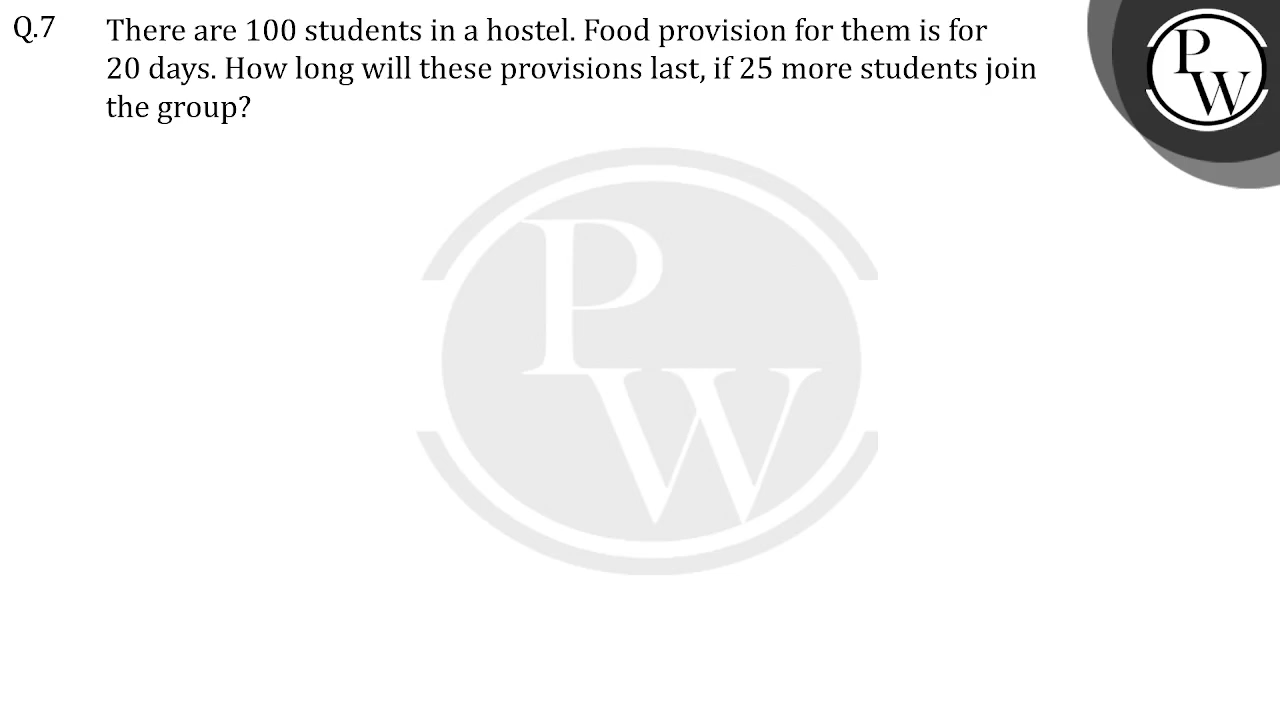 Q.7 There are 100 students in a hostel. Food provision for them is for
20 days. How long will these provisions last, if 25 more students join
the group?
PW
PW